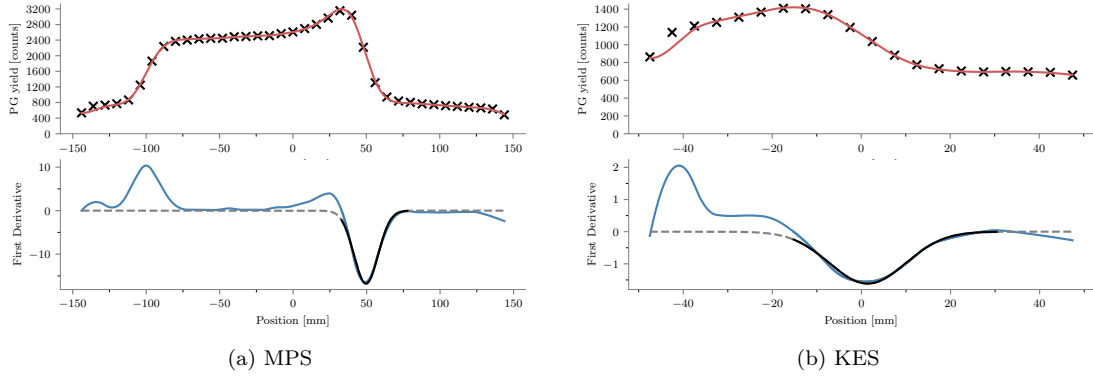 3200
2800
2400
2000
1600
1200
800
400
0
PG yield [counts]
−150 −100 −50 0 50 100 150
Position [mm]
10
0
−10
First Derivative
−150 −100 −50 0 50 100 150
Position [mm]
(a) MPS
1400
1200
1000
800
600
400
200
0
PG yield [counts]
−40 −20 0 20 40
2
1
0
−1
First Derivative
−40 −20 0 20 40
Position [mm]
(b) KES